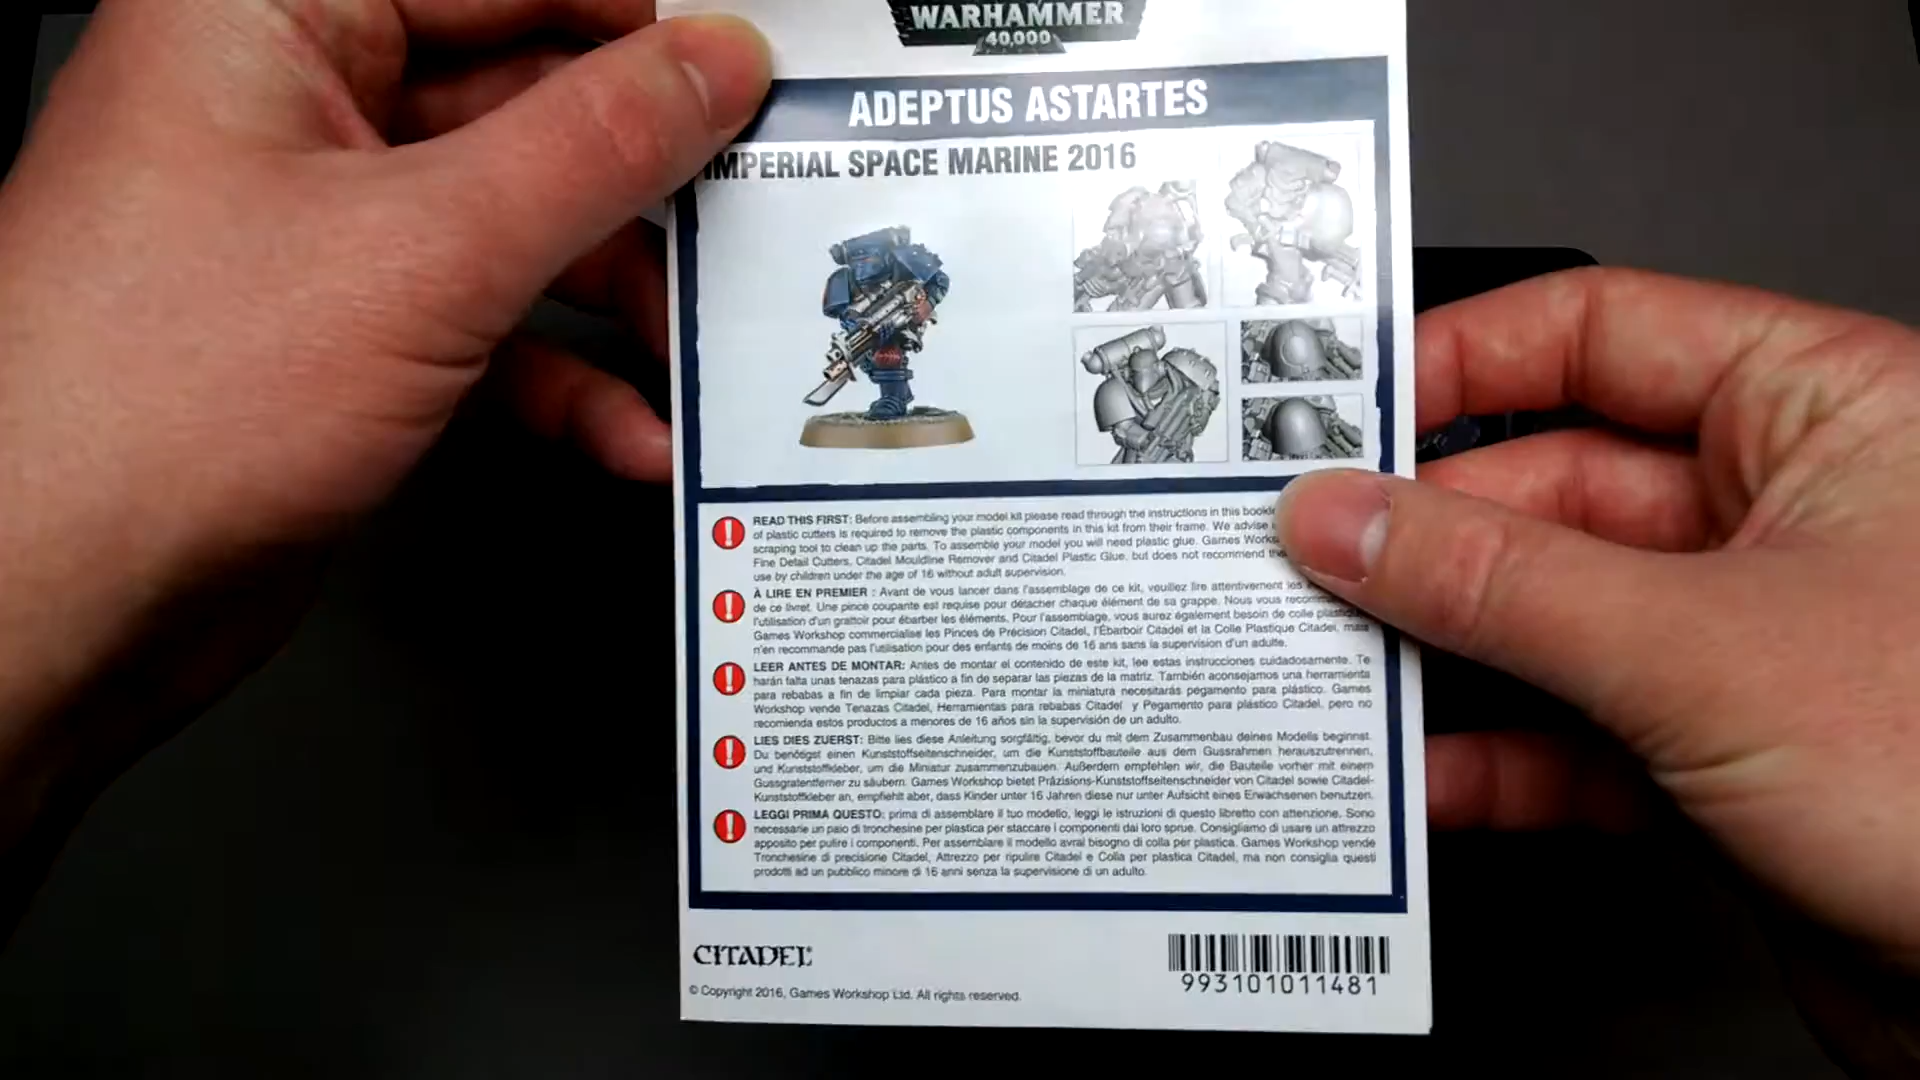 WARHAMMER
40,000
ADEPTUS ASTARTES
IMPERIAL SPACE MARINE 2016
READ THIS FIRST: Before assembling your model kit please read through the instructions in this
of plastic cutters is required to remove the plastic components in this kit from their frame. We advise
scraping tool to clean up the parts. To assemble your model you will need plastic glue. Games
Fine Detail Cutters, Citadel Mouldline Remover and Citadel Plastic Glue, but does not recommend
use by children under the age of 16 without adult supervision.
À LIRE EN PREMIER : Avant de vous lancer dans l'assemblage de ce kit, veuillez lire attentivement les
de ce livret. Une pince coupante est requise pour détacher chaque élément de sa grappe. Nous vous
l'utilisation d'un grattoir pour ébarber les éléments. Pour l'assemblage, vous aurez également besoin de colle
Games Workshop commercialise les Pinces de Précision Citadel, l'Ébarboir Citadel et la Colle Plastique Citadel, mais
n'en recommande pas l'utilisation pour des enfants de moins de 16 ans sans la supervision d'un adulte.
LEER ANTES DE MONTAR: Antes de montar el contenido de este kit, lee estas instrucciones cuidadosamente. Te
harán falta unas tenazas para plástico a fin de separar las piezas de la matriz. También aconsejamos una herramienta
para rebabas a fin de limpiar cada pieza. Para montar la miniatura necesitarás pegamento para plástico. Games
Workshop vende Tenazas Citadel, Herramientas para rebabas Citadel y Pegamento para plástico Citadel, pero no
recomienda estos productos a menores de 16 años sin la supervisión de un adulto.
LIES DIES ZUERST: Bitte lies diese Anleitung sorgfältig, bevor du mit dem Zusammenbau deines Modells beginnst.
Du benötigst einen Kunststoffseitenschneider, um die Kunststoffbauteile aus dem Gussrahmen herauszutrennen,
und Kunststoffkleber, um die Miniatur zusammenzubauen. Außerdem empfehlen wir, die Bauteile vorher mit einem
Gussgratentferner zu säubern. Games Workshop bietet Präzisions-Kunststoffseitenschneider von Citadel sowie Citadel-
Kunststoffkleber an, empfiehlt aber, dass Kinder unter 16 Jahren diese nur unter Aufsicht eines Erwachsenen benutzen.
LEGGI PRIMA QUESTO: prima di assemblare il tuo modello, leggi le istruzioni di questo libretto con attenzione. Sono
necessarie un paio di tronchesine per plastica per staccare i componenti dai loro sprue. Consigliamo di usare un attrezzo
apposito per pulire i componenti. Per assemblare il modello avrai bisogno di colla per plastica. Games Workshop vende
Tronchesine di precisione Citadel, Attrezzo per ripulire Citadel e Colla per plastica Citadel, ma non consiglia questi
prodotti ad un pubblico minore di 16 anni senza la supervisione di un adulto.
CITADEL
© Copyright 2016, Games Workshop Ltd. All rights reserved.
993101011481